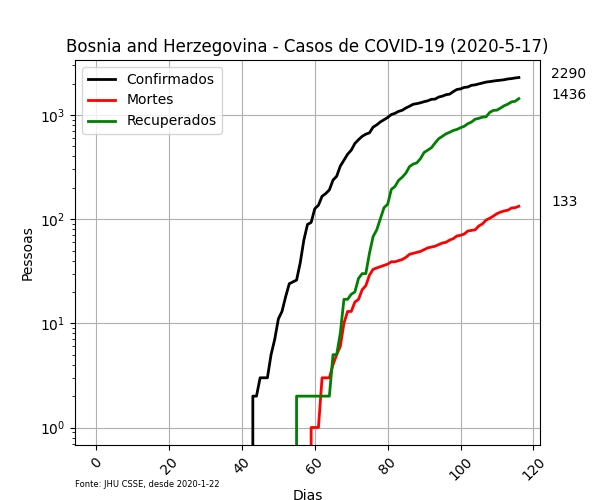 Bosnia and Herzegovina - Casos de COVID-19 (2020-5-17)
Confirmados
Mortes
Recuperados
2290
1436
133
Pessoas
10³
10²
10¹
10⁰
0 20 40 60 80 100 120
Fonte: JHU CSSE, desde 2020-1-22
Dias